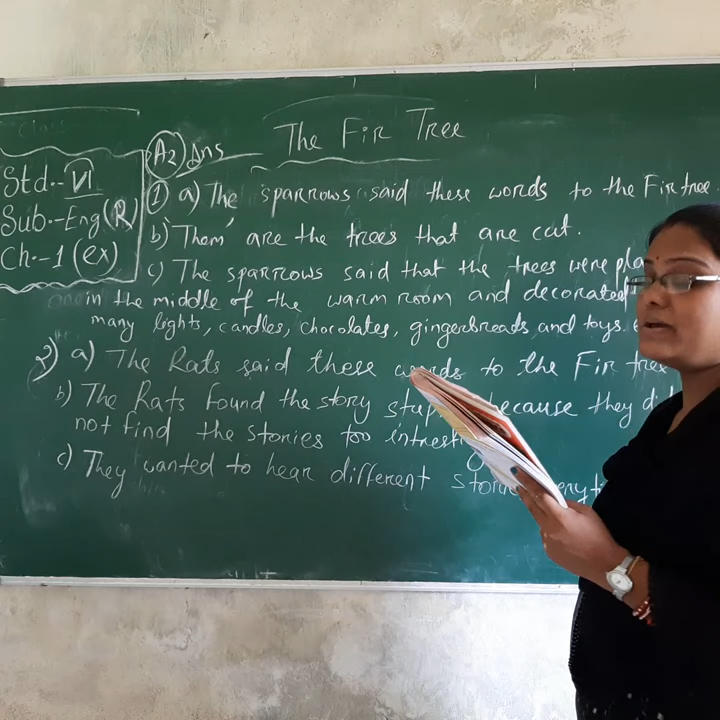 The Fir Tree
Std.- VI
Sub.- Eng (R)
Ch.-1 (ex)
A2) Ans
1) a) The sparrows said these words to the Fir tree.
b) 'Them' are the trees that are cut.
c) The sparrows said that the trees were
in the middle of the warm room and decorated
many lights, candles, chocolates, gingerbreads and toys
2) a) The Rats said these words to the Fir tree
b) The Rats found the story because they
not find the stories too
c) They wanted to hear different